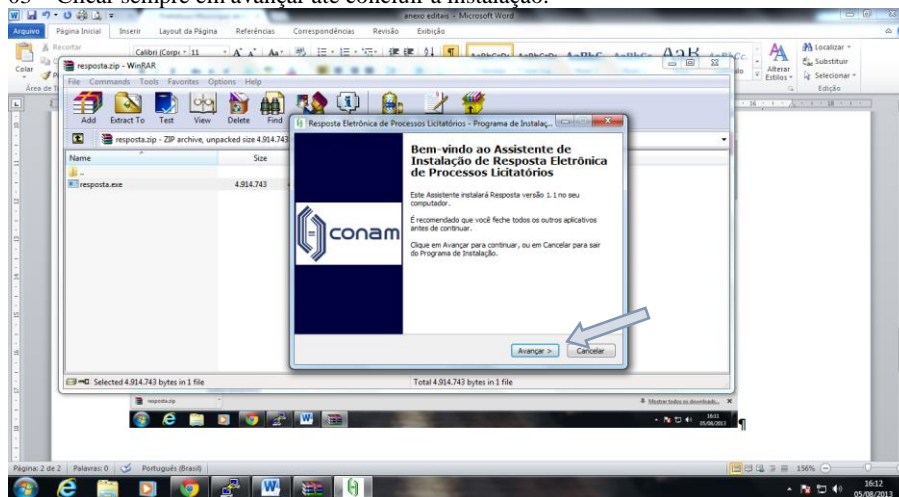 03 – Clicar sempre em avançar até concluir a instalação.
anexo editais - Microsoft Word
Arquivo Página Inicial Inserir Layout da Página Referências Correspondências Revisão Exibição
Colar
Recortar
Calibri (Corpo 11
Alterar Estilos
Localizar
Substituir
Selecionar
Edição
resposta.zip - WinRAR
File Commands Tools Favorites Options Help
Add Extract To Test View Delete Find
resposta.zip - ZIP archive, unpacked size 4.914.743
Name Size
..
resposta.exe 4.914.743
Resposta Eletrônica de Processos Licitatórios - Programa de Instalaç...
conam
Bem-vindo ao Assistente de
Instalação de Resposta Eletrônica
de Processos Licitatórios
Este Assistente instalará Resposta versão 1.1 no seu
computador.
É recomendado que você feche todos os outros aplicativos
antes de continuar.
Clique em Avançar para continuar, ou em Cancelar para sair
do Programa de Instalação.
Avançar > Cancelar
Selected 4.914.743 bytes in 1 file Total 4.914.743 bytes in 1 file
resposta.zip Mostrar todos os downloads...
16:11
05/08/2013
Página: 2 de 2 Palavras: 0 Português (Brasil) 156%
16:12
05/08/2013